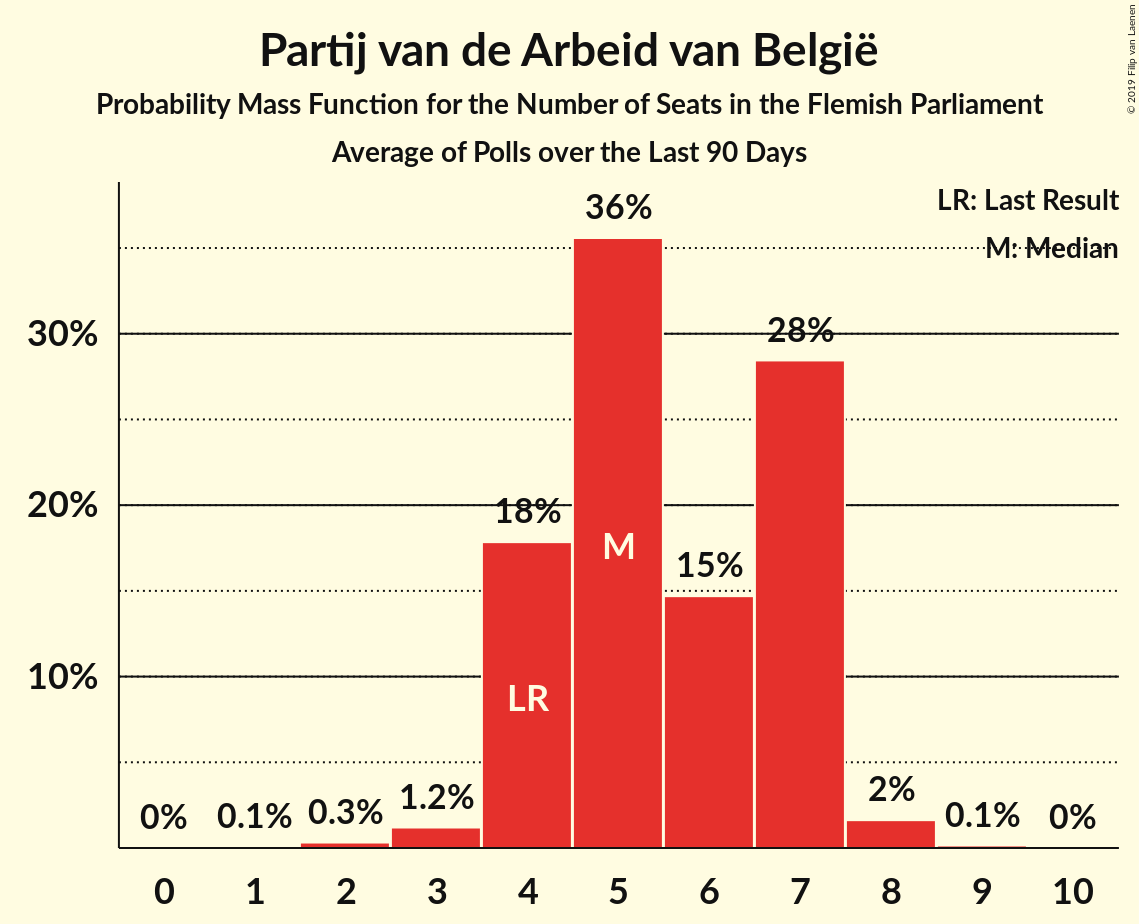 Partij van de Arbeid van België
Probability Mass Function for the Number of Seats in the Flemish Parliament
Average of Polls over the Last 90 Days
© 2019 Filip van Laenen
LR: Last Result
M: Median
36%
30%
28%
20%
18%
M
15%
10%
LR
0%
0.1%
0.3%
1.2%
2%
0.1%
0%
0 1 2 3 4 5 6 7 8 9 10